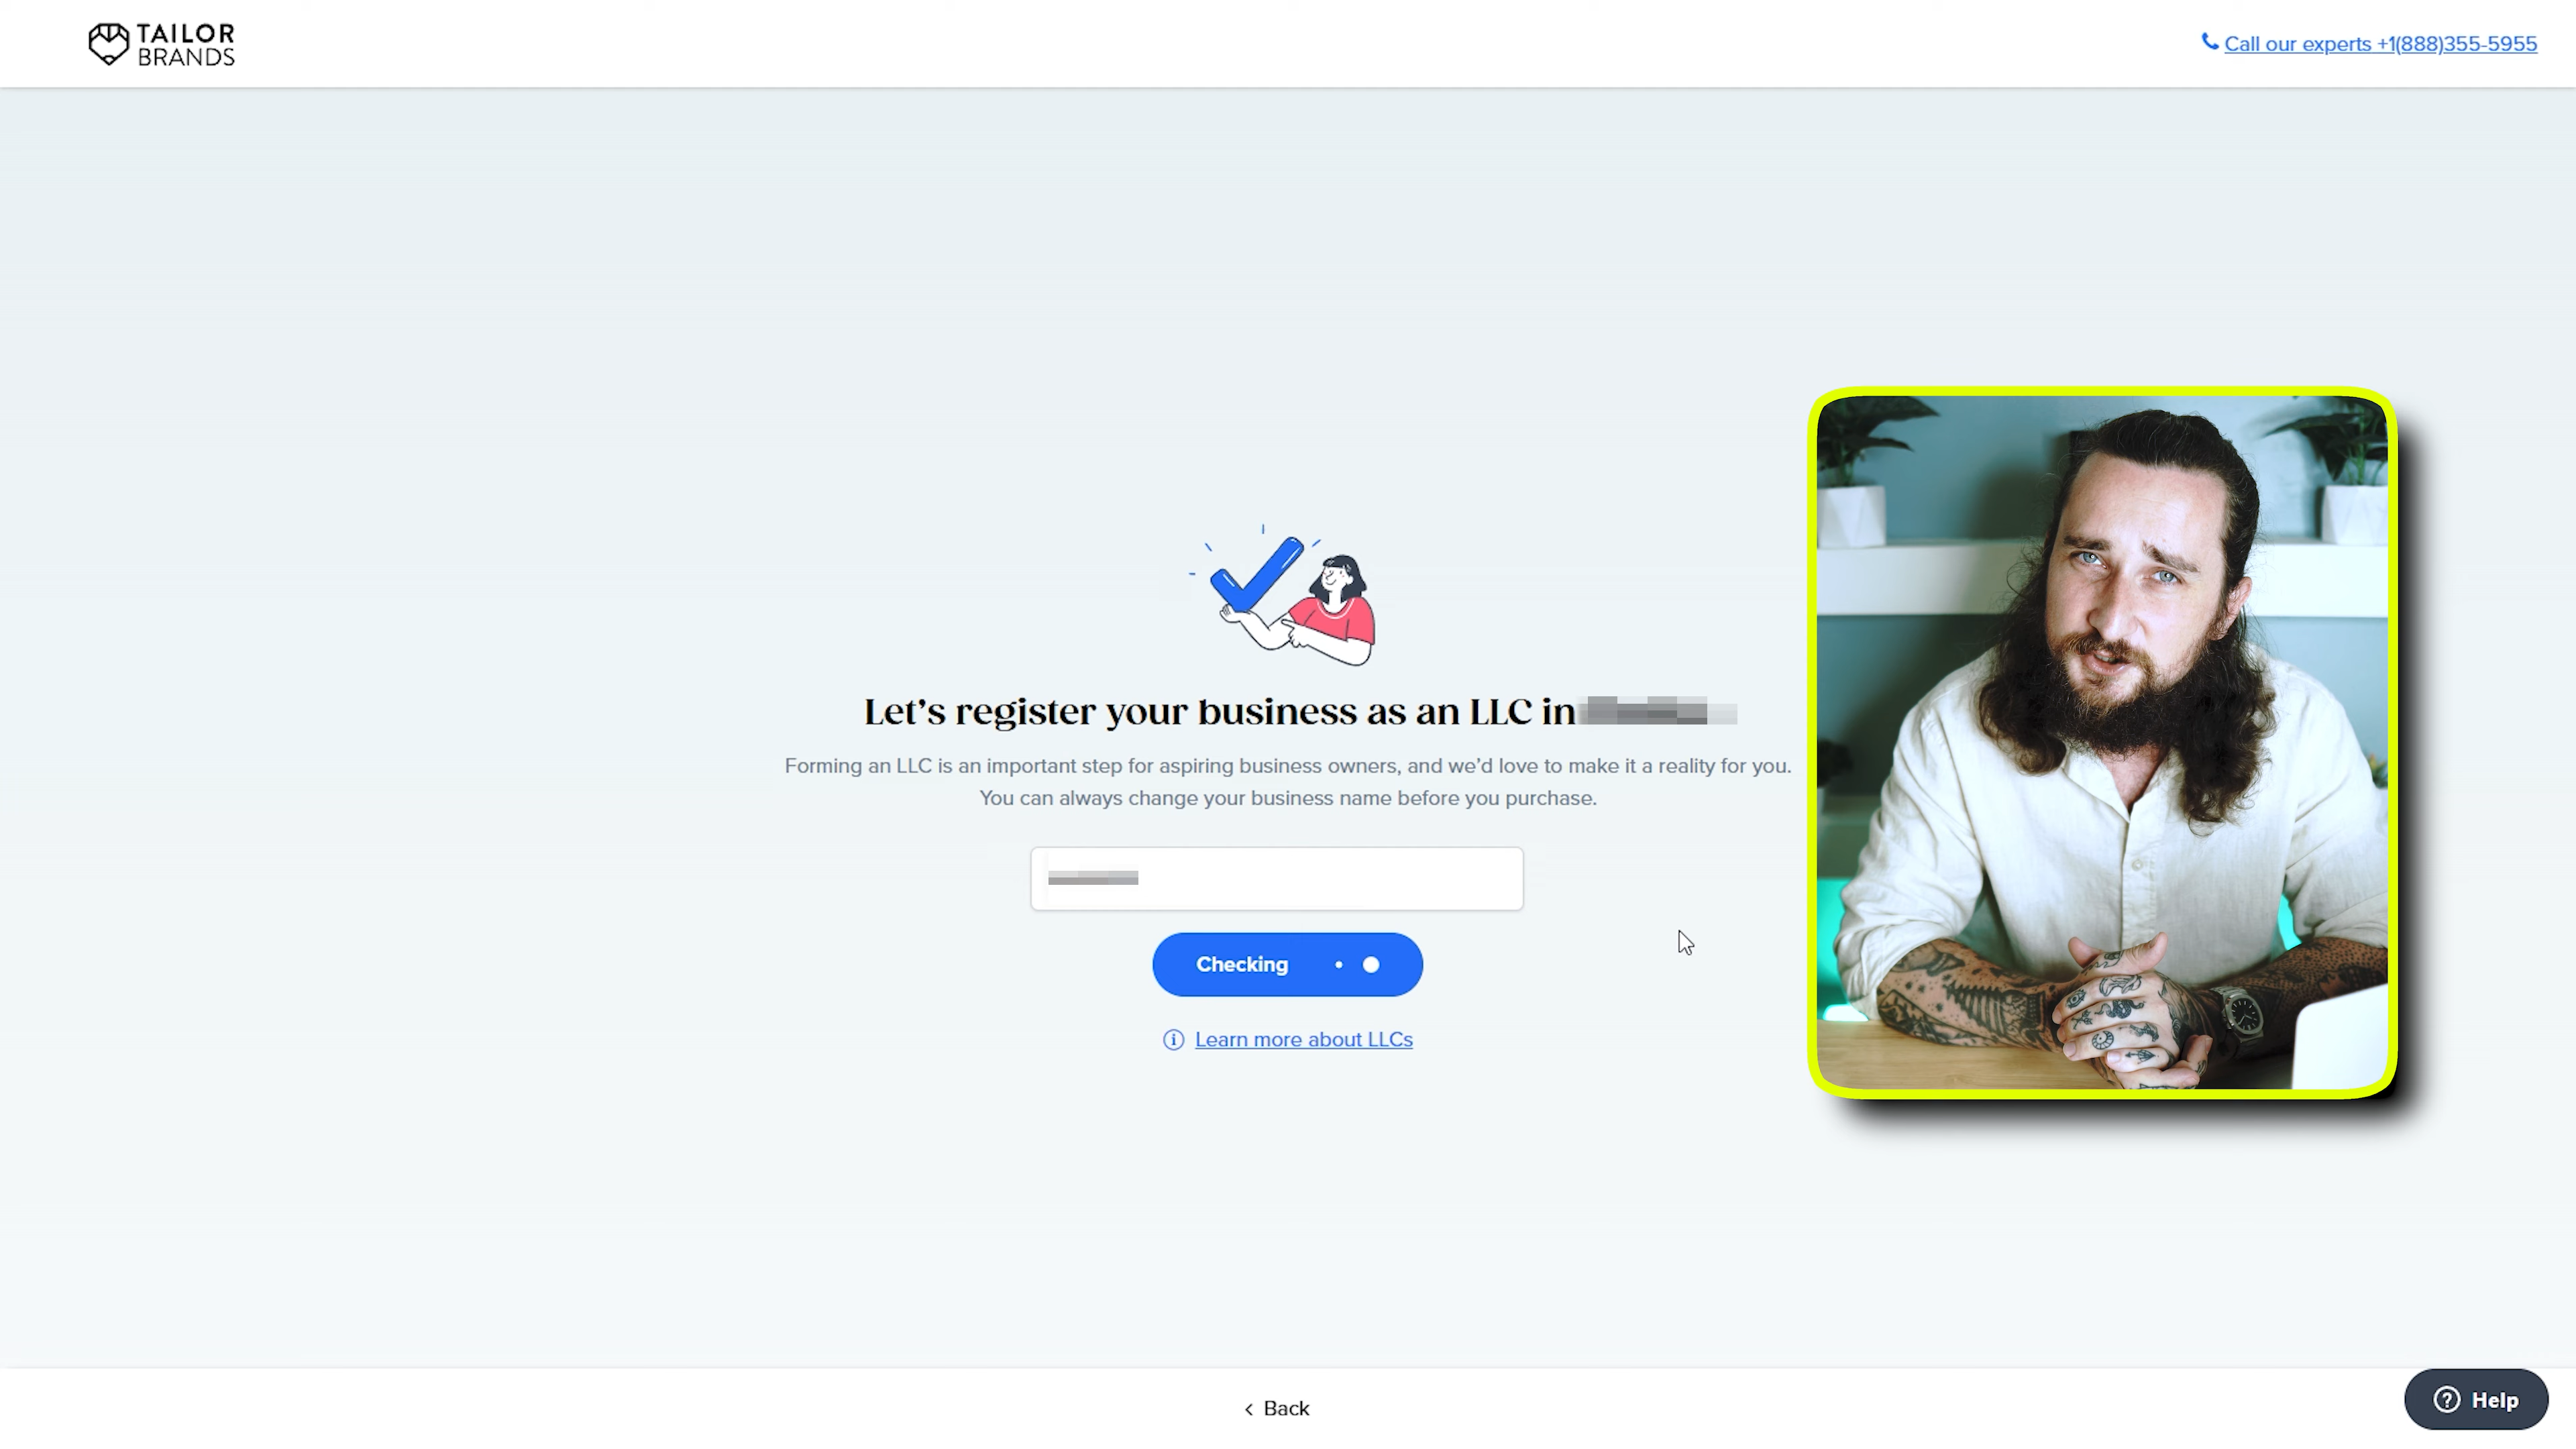 TAILOR
BRANDS
Call our experts +1(888)355-5955
Let's register your business as an LLC in
Forming an LLC is an important step for aspiring business owners, and we'd love to make it a reality for you.
You can always change your business name before you purchase.
Checking
Learn more about LLCs
< Back
Help